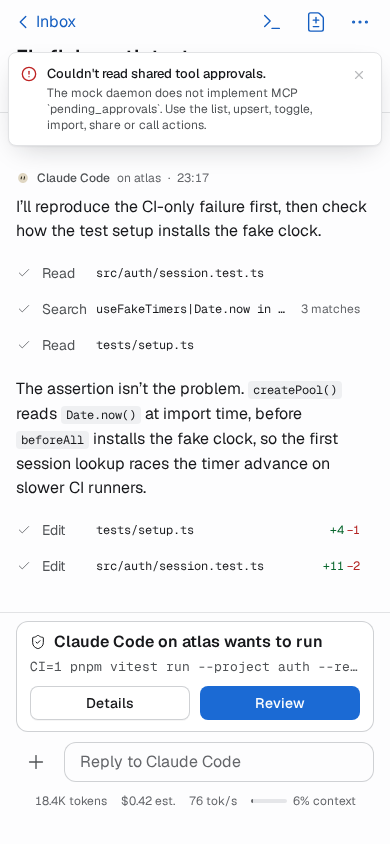 Inbox
Couldn't read shared tool approvals.
The mock daemon does not implement MCP
`pending_approvals`. Use the list, upsert, toggle,
import, share or call actions.
Claude Code on atlas · 23:17
I'll reproduce the CI-only failure first, then check
how the test setup installs the fake clock.
Read src/auth/session.test.ts
Search useFakeTimers|Date.now in … 3 matches
Read tests/setup.ts
The assertion isn't the problem. createPool()
reads Date.now() at import time, before
beforeAll installs the fake clock, so the first
session lookup races the timer advance on
slower CI runners.
Edit tests/setup.ts +4 −1
Edit src/auth/session.test.ts +11 −2
Claude Code on atlas wants to run
CI=1 pnpm vitest run --project auth --re…
Details Review
Reply to Claude Code
18.4K tokens $0.42 est. 76 tok/s 6% context